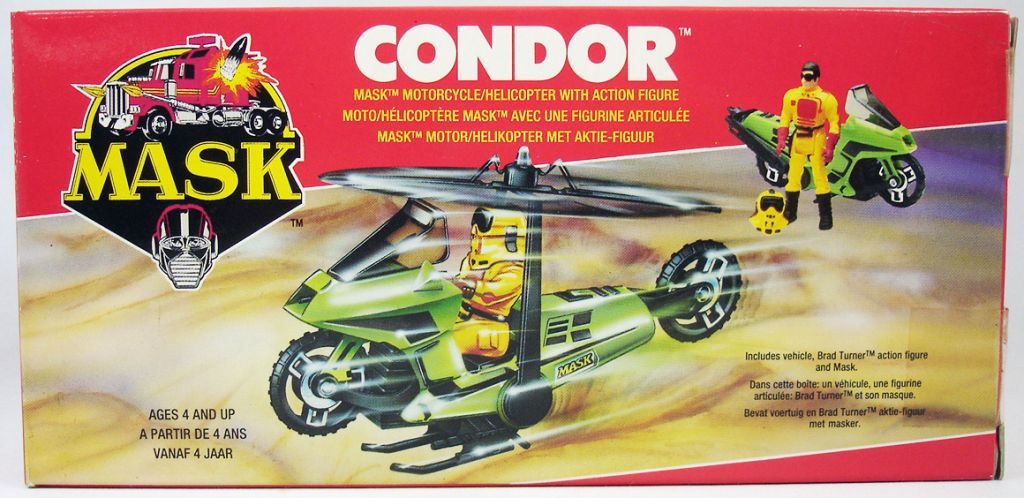 CONDOR™
MASK™ MOTORCYCLE/HELICOPTER WITH ACTION FIGURE
MOTO/HÉLICOPTÈRE MASK™ AVEC UNE FIGURINE ARTICULÉE
MASK™ MOTOR/HELIKOPTER MET AKTIE-FIGUUR
MASK
™
MASK
Includes vehicle, Brad Turner™ action figure
and Mask.
Dans cette boîte: un véhicule, une figurine
articulée: Brad Turner™ et son masque.
Bevat voertuig en Brad Turner™ aktie-figuur
met masker.
AGES 4 AND UP
A PARTIR DE 4 ANS
VANAF 4 JAAR